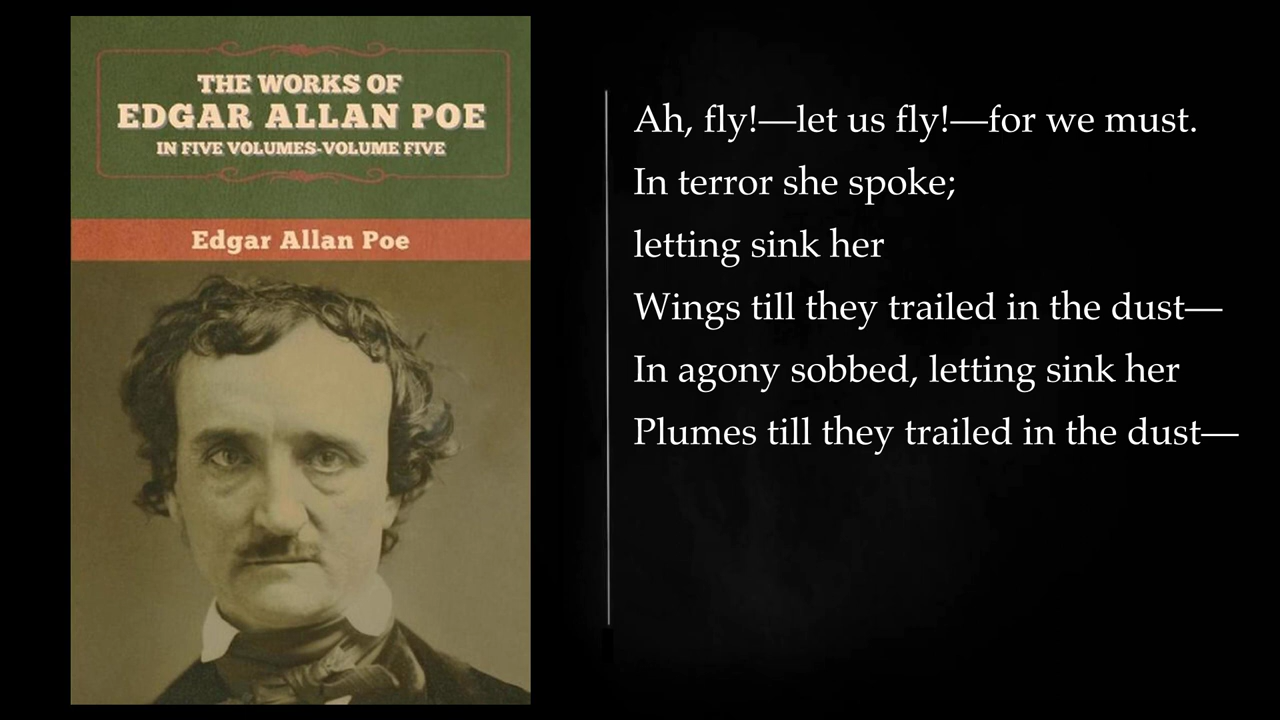 THE WORKS OF
EDGAR ALLAN POE
IN FIVE VOLUMES-VOLUME FIVE
Edgar Allan Poe
Ah, fly!—let us fly!—for we must.
In terror she spoke;
letting sink her
Wings till they trailed in the dust—
In agony sobbed, letting sink her
Plumes till they trailed in the dust—